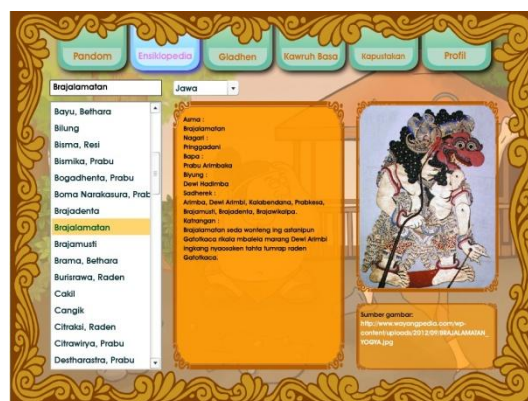 Pandom
Ensiklopedia
Gladhen
Kawruh Basa
Kapustakan
Profil
Brajalamatan
Jawa
Bayu, Bethara
Bilung
Bisma, Resi
Bismika, Prabu
Bogadhenta, Prabu
Boma Narakasura, Prab
Brajadenta
Brajalamatan
Brajamusti
Brama, Bethara
Burisrawa, Raden
Cakil
Cangik
Citraksi, Raden
Citrawirya, Prabu
Destharastra, Prabu
Asma :
Brajalamatan
Nagari :
Pringgadani
Bapa :
Prabu Arimbaka
Biyung :
Dewi Hadimba
Sadherek :
Arimba, Dewi Arimbi, Kalabendana, Prabkesa,
Brajamusti, Brajadenta, Brajawikalpa.
Katrangan :
Brajalamatan seda wonten ing astanipun
Gatotkaca rikala mbalela marang Dewi Arimbi
ingkang nyaosaken tahta tumrap raden
Gatotkaca.
Sumber gambar:
http://www.wayangpedia.com/wp-
content/uploads/2012/01/BRAJALAMATAN_
YOGYA.jpg